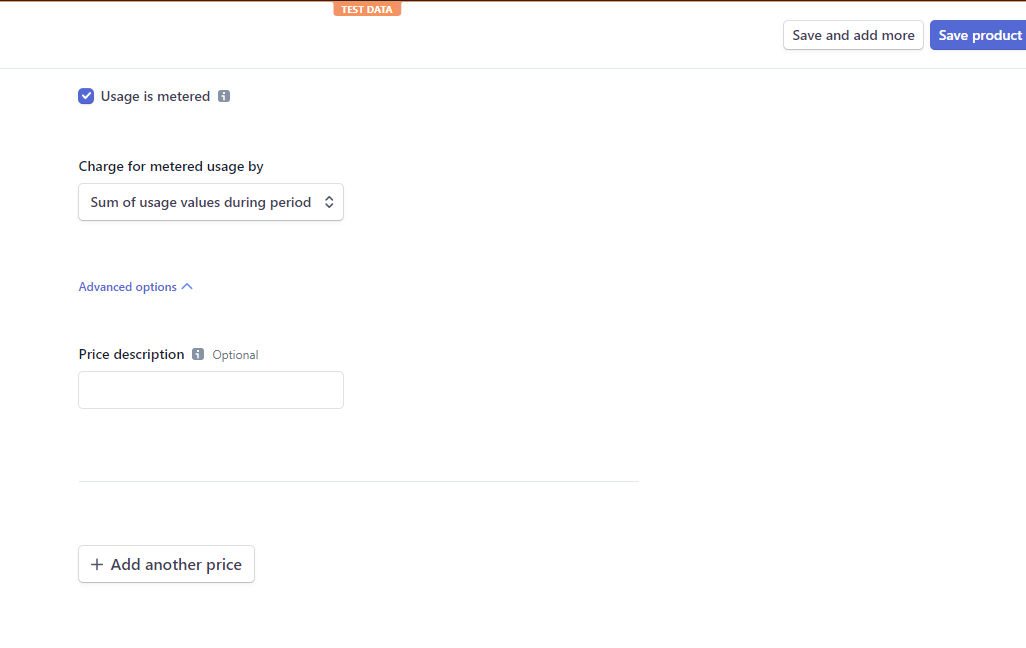 TEST DATA
Save and add more
Save product
Usage is metered
Charge for metered usage by
Sum of usage values during period
Advanced options
Price description Optional
+ Add another price